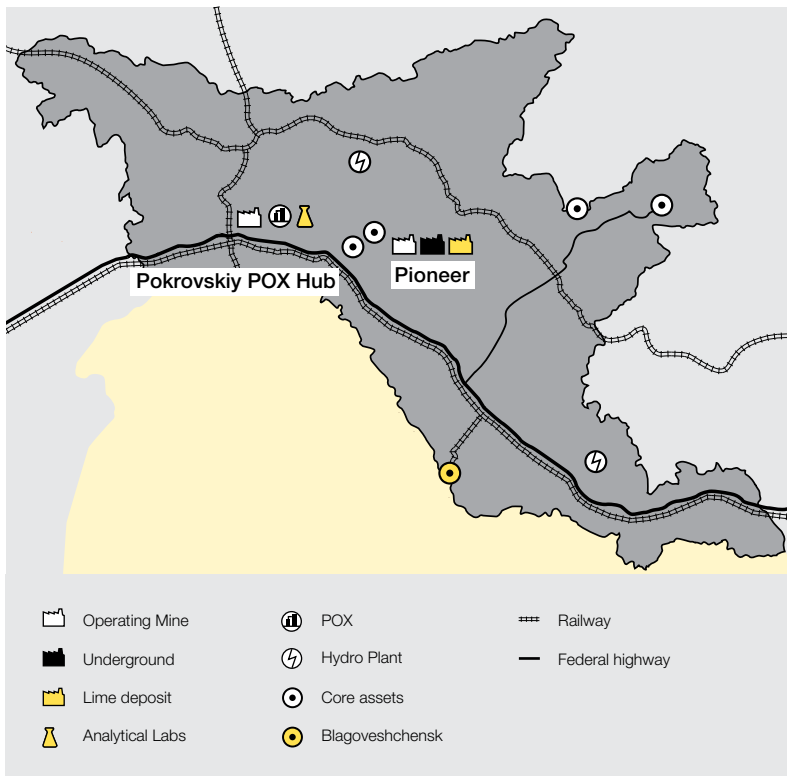 Pokrovskiy POX Hub
Pioneer
Operating Mine
Underground
Lime deposit
Analytical Labs
POX
Hydro Plant
Core assets
Blagoveshchensk
Railway
Federal highway